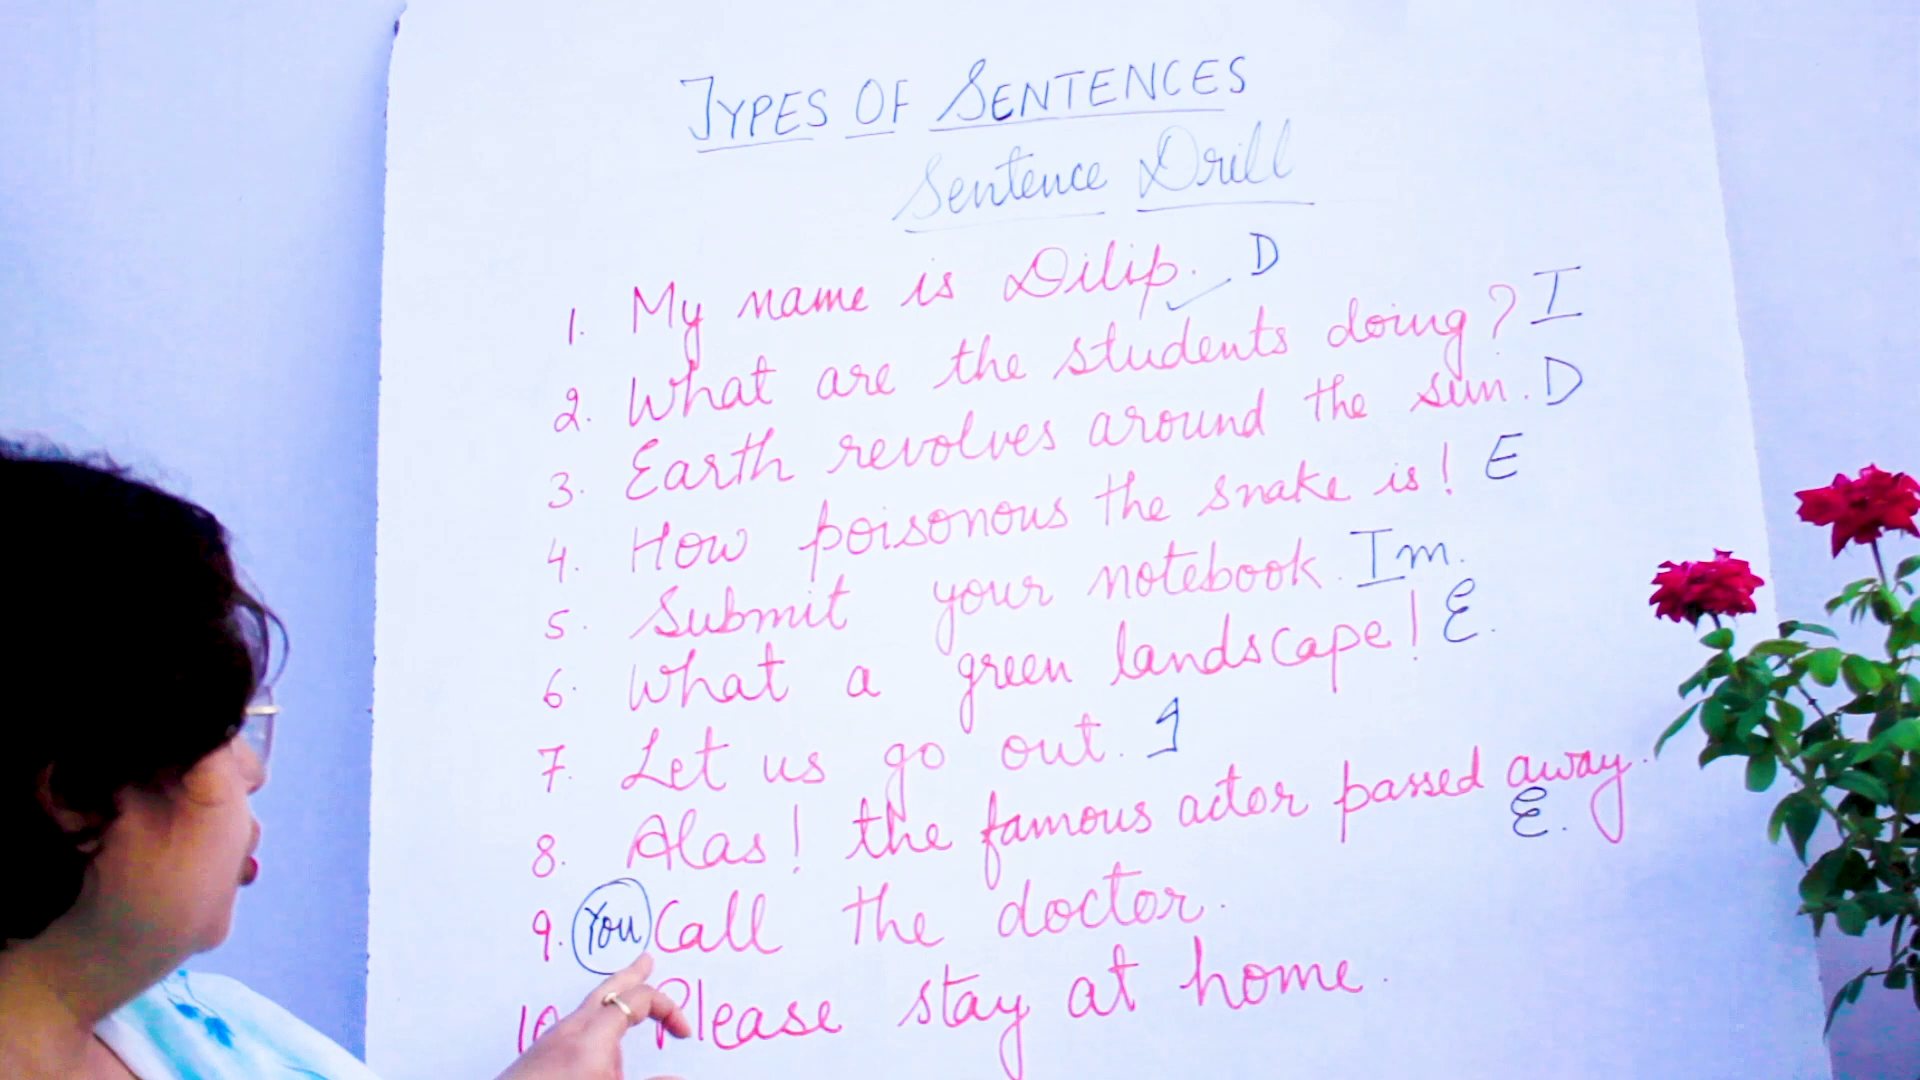 TYPES OF SENTENCES
Sentence Drill
1. My name is Dilip. D
2. What are the students doing? I
3. Earth revolves around the sun. D
4. How poisonous the snake is! E
5. Submit your notebook. Im.
6. What a green landscape! E.
7. Let us go out. I
8. Alas! the famous actor passed away.
E.
9. You Call the doctor.
10 Please stay at home.